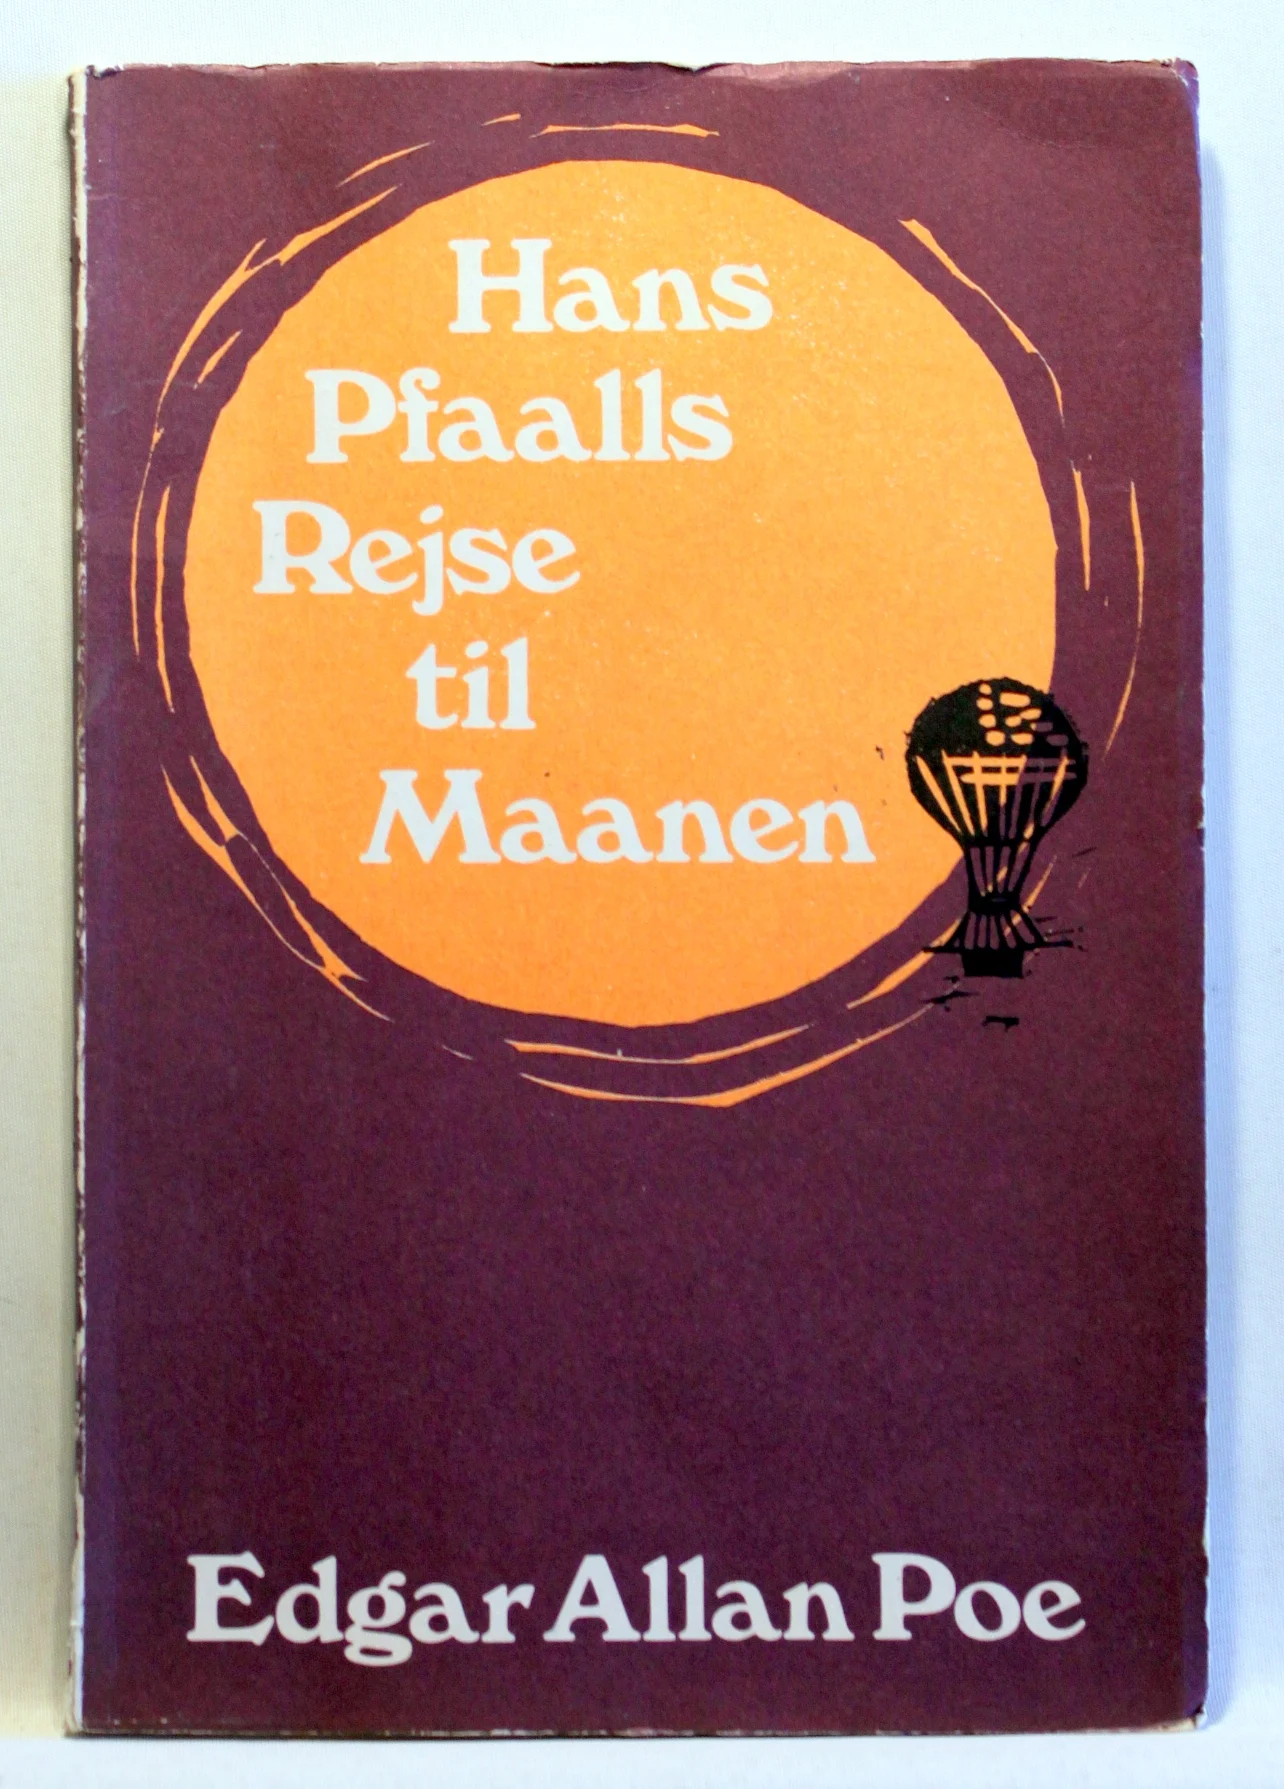 Hans
Pfaalls
Rejse
til
Maanen
Edgar Allan Poe